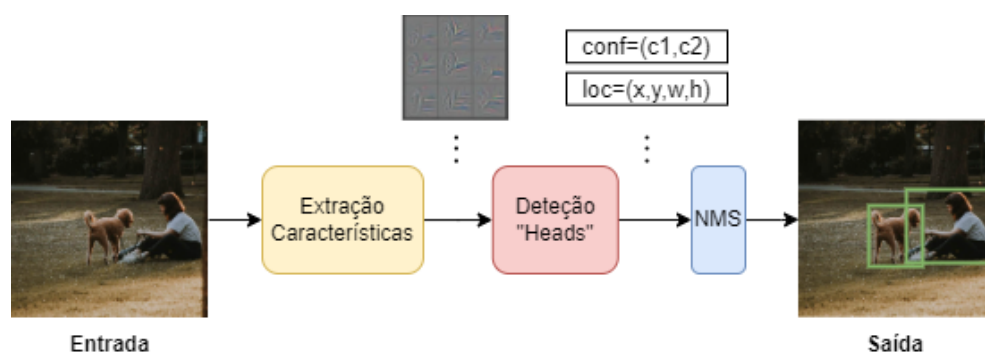 conf=(c1,c2)
loc=(x,y,w,h)
Extração
Características
Deteção
"Heads"
NMS
Entrada
Saída